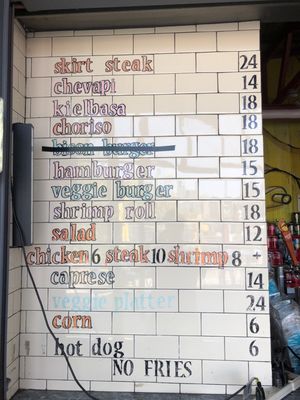 skirt steak 24
chevapi 14
kielbasa 18
choriso 18
bison burger 18
hamburger 15
veggie burger 15
shrimp roll 18
salad 12
chicken 6 steak 10 shrimp 8 +
caprese 14
veggie platter 24
corn 6
hot dog 6
NO FRIES